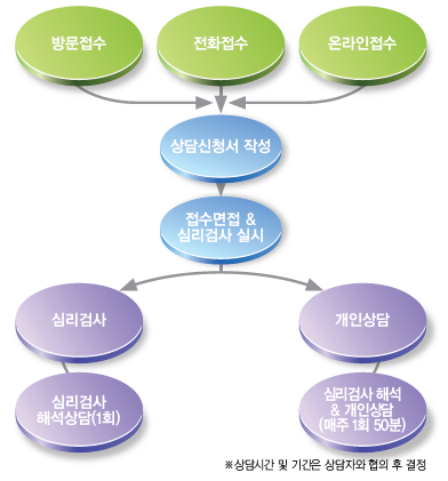 방문접수
전화접수
온라인접수
상담신청서 작성
접수면접 &
심리검사 실시
심리검사
개인상담
심리검사
해석상담(1회)
심리검사 해석
& 개인상담
(매주 1회 50분)
※상담시간 및 기간은 상담자와 협의 후 결정